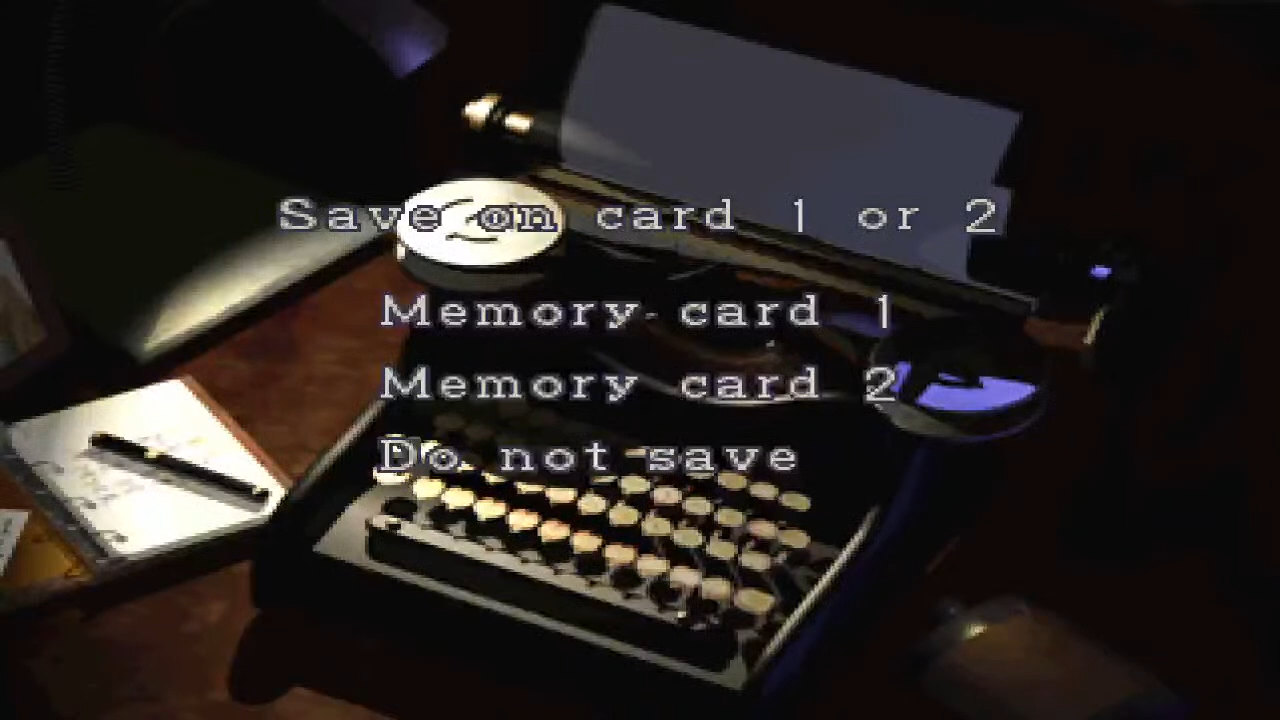 Save on card 1 or 2
Memory card 1
Memory card 2
Do not save